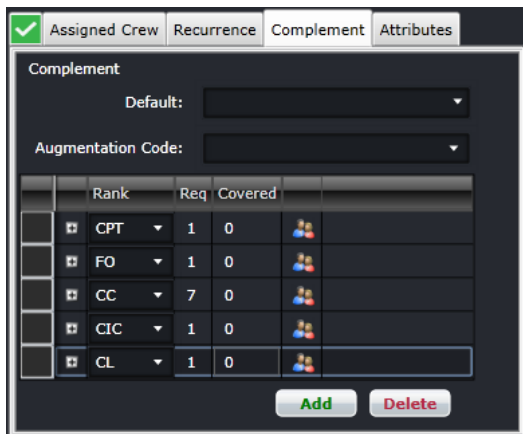 Assigned Crew Recurrence Complement Attributes
Complement
Default:
Augmentation Code:
Rank Req Covered
CPT 1 0
FO 1 0
CC 7 0
CIC 1 0
CL 1 0
Add Delete